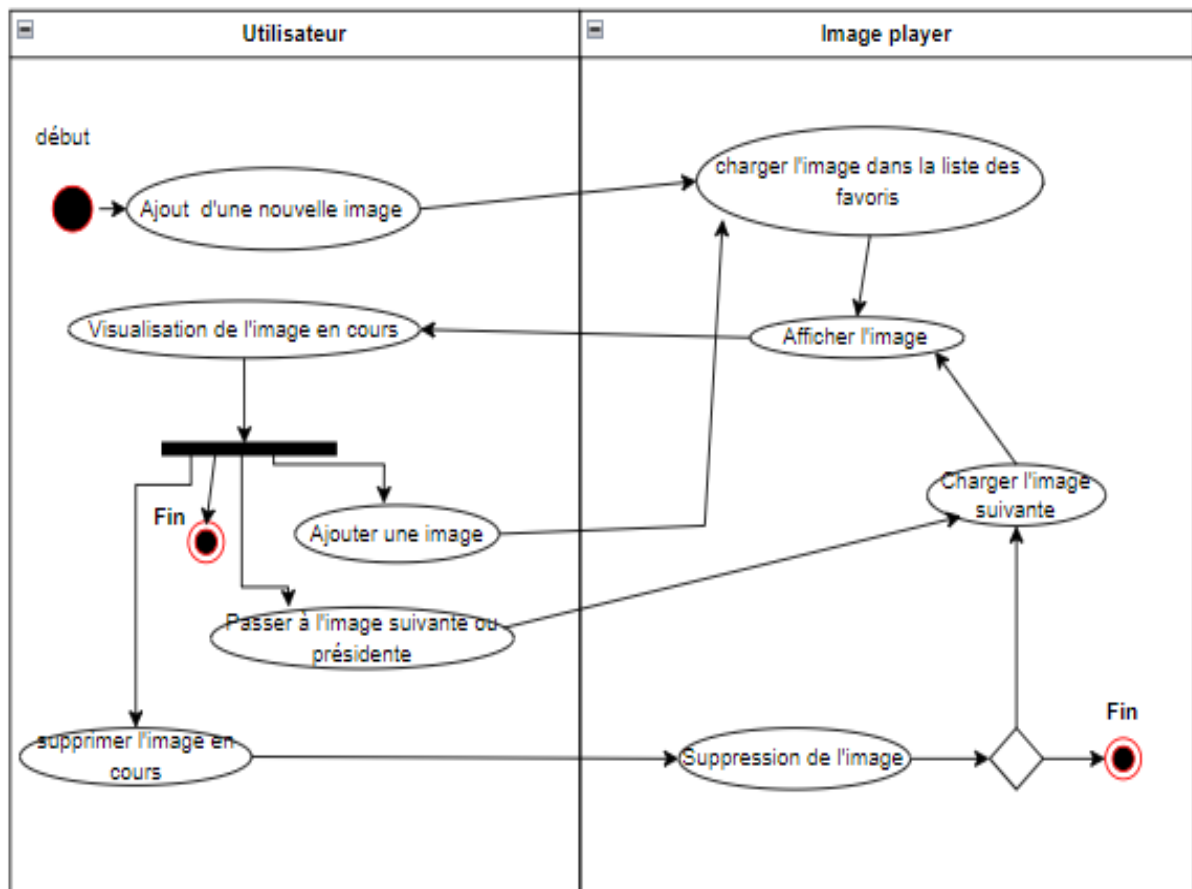 Utilisateur
Image player
début
Ajout d'une nouvelle image
charger l'image dans la liste des
favoris
Visualisation de l'image en cours
Afficher l'image
Charger l'image
suivante
Fin
Ajouter une image
Passer à l'image suivante ou
présidente
supprimer l'image en
cours
Suppression de l'image
Fin